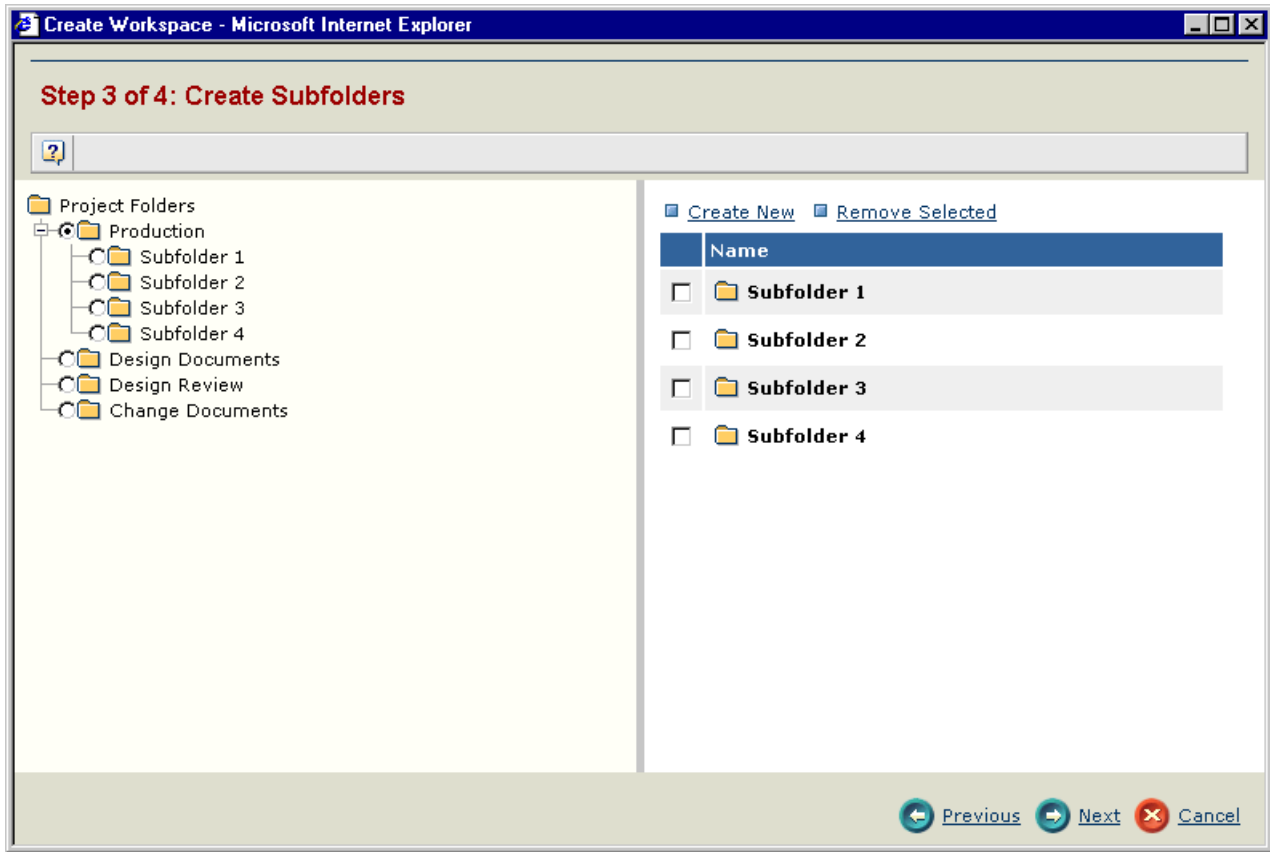 Create Workspace - Microsoft Internet Explorer
Step 3 of 4: Create Subfolders
?
Project Folders
Production
Subfolder 1
Subfolder 2
Subfolder 3
Subfolder 4
Design Documents
Design Review
Change Documents
Create New Remove Selected
Name
Subfolder 1
Subfolder 2
Subfolder 3
Subfolder 4
Previous Next Cancel